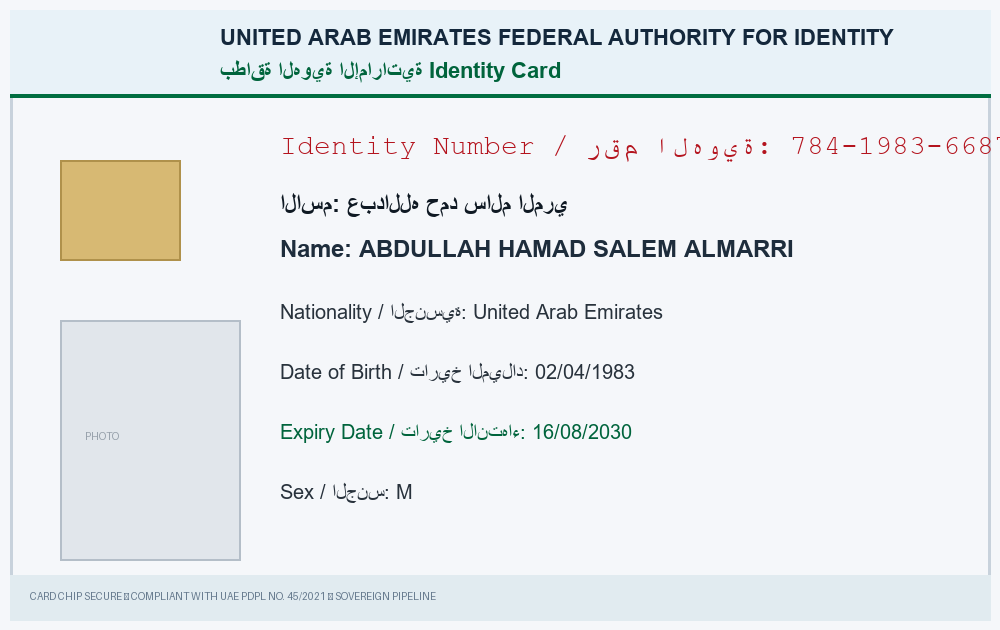 UNITED ARAB EMIRATES FEDERAL AUTHORITY FOR IDENTITY
بطاقة الهوية الإماراتية Identity Card
Identity Number / رقم الهوية: 784-1983-668
الاسم: عبدالله حمد سالم المري
Name: ABDULLAH HAMAD SALEM ALMARRI
Nationality / الجنسية: United Arab Emirates
Date of Birth / تاريخ الميلاد: 02/04/1983
Expiry Date / تاريخ الانتهاء: 16/08/2030
Sex / الجنس: M
PHOTO
CARD CHIP SECURE COMPLIANT WITH UAE PDPL NO. 45/2021 SOVEREIGN PIPELINE